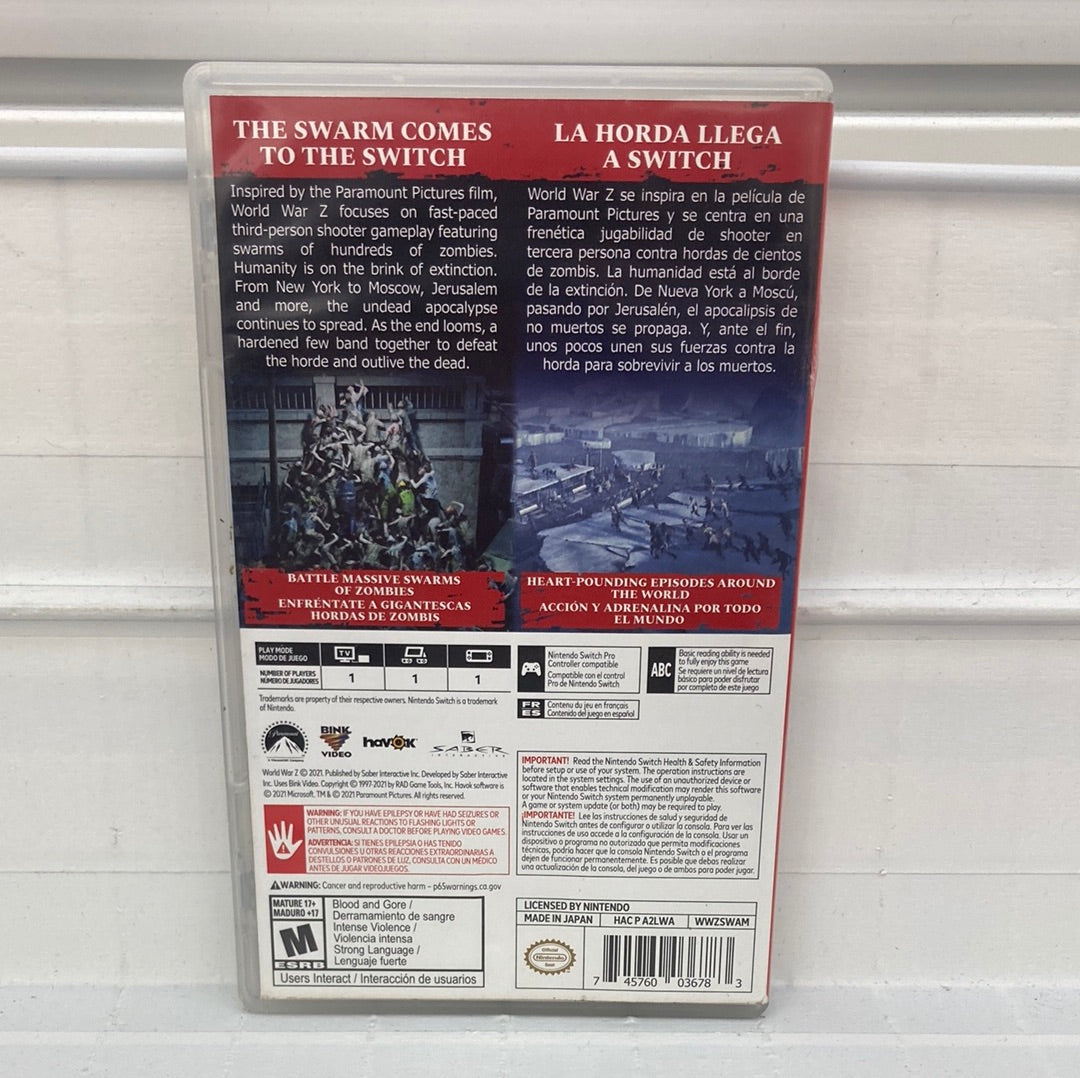 THE SWARM COMES
TO THE SWITCH
Inspired by the Paramount Pictures film,
World War Z focuses on fast-paced
third-person shooter gameplay featuring
swarms of hundreds of zombies.
Humanity is on the brink of extinction.
From New York to Moscow, Jerusalem
and more, the undead apocalypse
continues to spread. As the end looms, a
hardened few band together to defeat
the horde and outlive the dead.
LA HORDA LLEGA
A SWITCH
World War Z se inspira en la película de
Paramount Pictures y se centra en una
frenética jugabilidad de shooter en
tercera persona contra hordas de cientos
de zombis. La humanidad está al borde
de la extinción. De Nueva York a Moscú,
pasando por Jerusalén, el apocalipsis de
no muertos se propaga. Y, ante el fin,
unos pocos unen sus fuerzas contra la
horda para sobrevivir a los muertos.
BATTLE MASSIVE SWARMS
OF ZOMBIES
ENFRÉNTATE A GIGANTESCAS
HORDAS DE ZOMBIS
HEART-POUNDING EPISODES AROUND
THE WORLD
ACCIÓN Y ADRENALINA POR TODO
EL MUNDO
PLAY MODE
MODO DE JUEGO
TV
NUMBER OF PLAYERS
NÚMERO DE JUGADORES
1 1 1
Nintendo Switch Pro
Controller compatible
Compatible con el control
Pro de Nintendo Switch
ABC
Basic reading ability is needed
to fully enjoy this game
Se requiere un nivel de lectura
básico para poder disfrutar
por completo de este juego
FR
ES
Contenu du jeu en français
Contenido del juego en español
Trademarks are property of their respective owners. Nintendo Switch is a trademark
of Nintendo.
Paramount
BINK
VIDEO
havok
SABER
INTERACTIVE
World War Z © 2021. Published by Saber Interactive Inc. Developed by Saber Interactive
Inc. Uses Bink Video. Copyright © 1997-2021 by RAD Game Tools, Inc. Havok software is
© 2021 Microsoft. TM & © 2021 Paramount Pictures. All rights reserved.
WARNING: IF YOU HAVE EPILEPSY OR HAVE HAD SEIZURES OR
OTHER UNUSUAL REACTIONS TO FLASHING LIGHTS OR
PATTERNS, CONSULT A DOCTOR BEFORE PLAYING VIDEO GAMES.
ADVERTENCIA: SI TIENES EPILEPSIA O HAS TENIDO
CONVULSIONES U OTRAS REACCIONES EXTRAORDINARIAS A
DESTELLOS O PATRONES DE LUZ, CONSULTA CON UN MÉDICO
ANTES DE JUGAR VIDEOJUEGOS.
WARNING: Cancer and reproductive harm – p65warnings.ca.gov
IMPORTANT! Read the Nintendo Switch Health & Safety Information
before setup or use of your system. The operation instructions are
located in the system settings. The use of an unauthorized device or
software that enables technical modification may render this software
or your Nintendo Switch system permanently unplayable.
A game or system update (or both) may be required to play.
¡IMPORTANTE! Lee las instrucciones de salud y seguridad de
Nintendo Switch antes de configurar o utilizar la consola. Para ver las
instrucciones de uso accede a la configuración de la consola. Usar un
dispositivo o programa no autorizado que permita modificaciones
técnicas, podría hacer que la consola Nintendo Switch o el programa
dejen de funcionar permanentemente. Es posible que debas realizar
una actualización de la consola, del juego o de ambos para poder jugar.
MATURE 17+
MADURO +17
M
ESRB
Blood and Gore /
Derramamiento de sangre
Intense Violence /
Violencia intensa
Strong Language /
Lenguaje fuerte
Users Interact / Interacción de usuarios
LICENSED BY NINTENDO
MADE IN JAPAN HAC P A2LWA WWZSWAM
Official
Nintendo
Seal
7 45760 03678 3